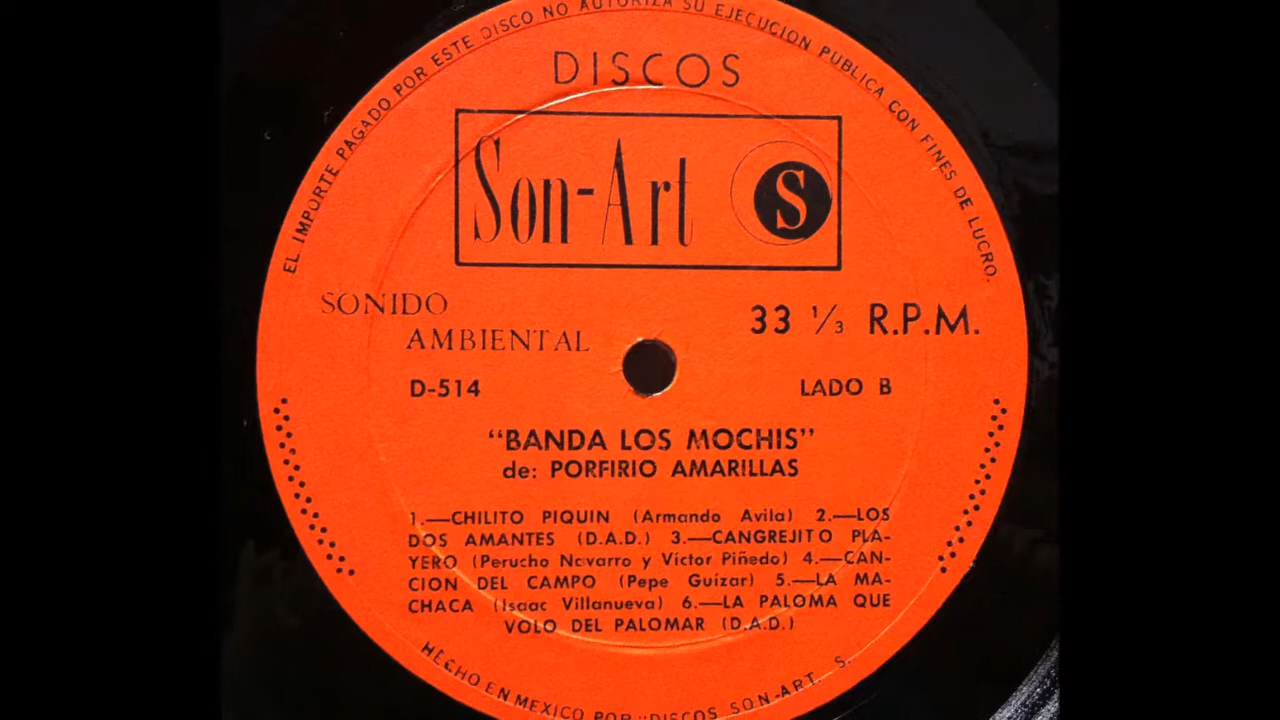 EL IMPORTE PAGADO POR ESTE DISCO NO AUTORIZA SU EJECUCION PUBLICA CON FINES DE LUCRO.
DISCOS
Son-Art S
SONIDO
AMBIENTAL
33 1/3 R.P.M.
D-514
LADO B
“BANDA LOS MOCHIS”
de: PORFIRIO AMARILLAS
1.—CHILITO PIQUIN (Armando Avila) 2.—LOS
DOS AMANTES (D.A.D.) 3.—CANGREJITO PLA-
YERO (Perucho Navarro y Víctor Piñedo) 4.—CAN-
CION DEL CAMPO (Pepe Guízar) 5.—LA MA-
CHACA (Isaac Villanueva) 6.—LA PALOMA QUE
VOLO DEL PALOMAR (D.A.D.)
HECHO EN MEXICO POR "DISCOS SON-ART. S.